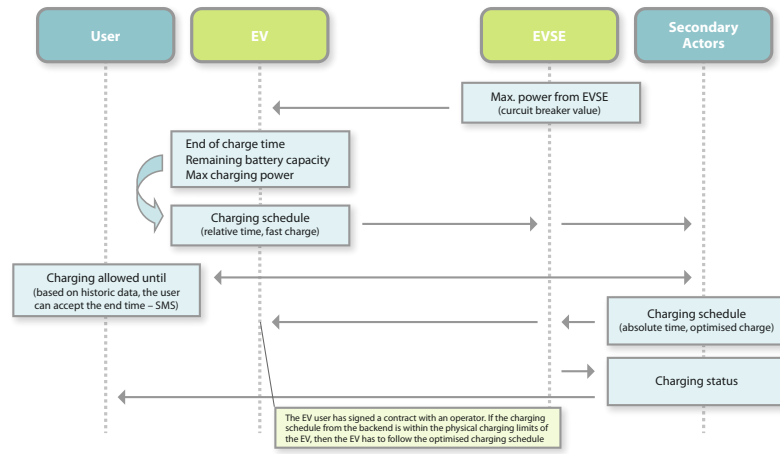 User
EV
EVSE
Secondary
Actors
Max. power from EVSE
(curcuit breaker value)
End of charge time
Remaining battery capacity
Max charging power
Charging schedule
(relative time, fast charge)
Charging allowed until
(based on historic data, the user
can accept the end time – SMS)
Charging schedule
(absolute time, optimised charge)
Charging status
The EV user has signed a contract with an operator. If the charging
schedule from the backend is within the physical charging limits of
the EV, then the EV has to follow the optimised charging schedule